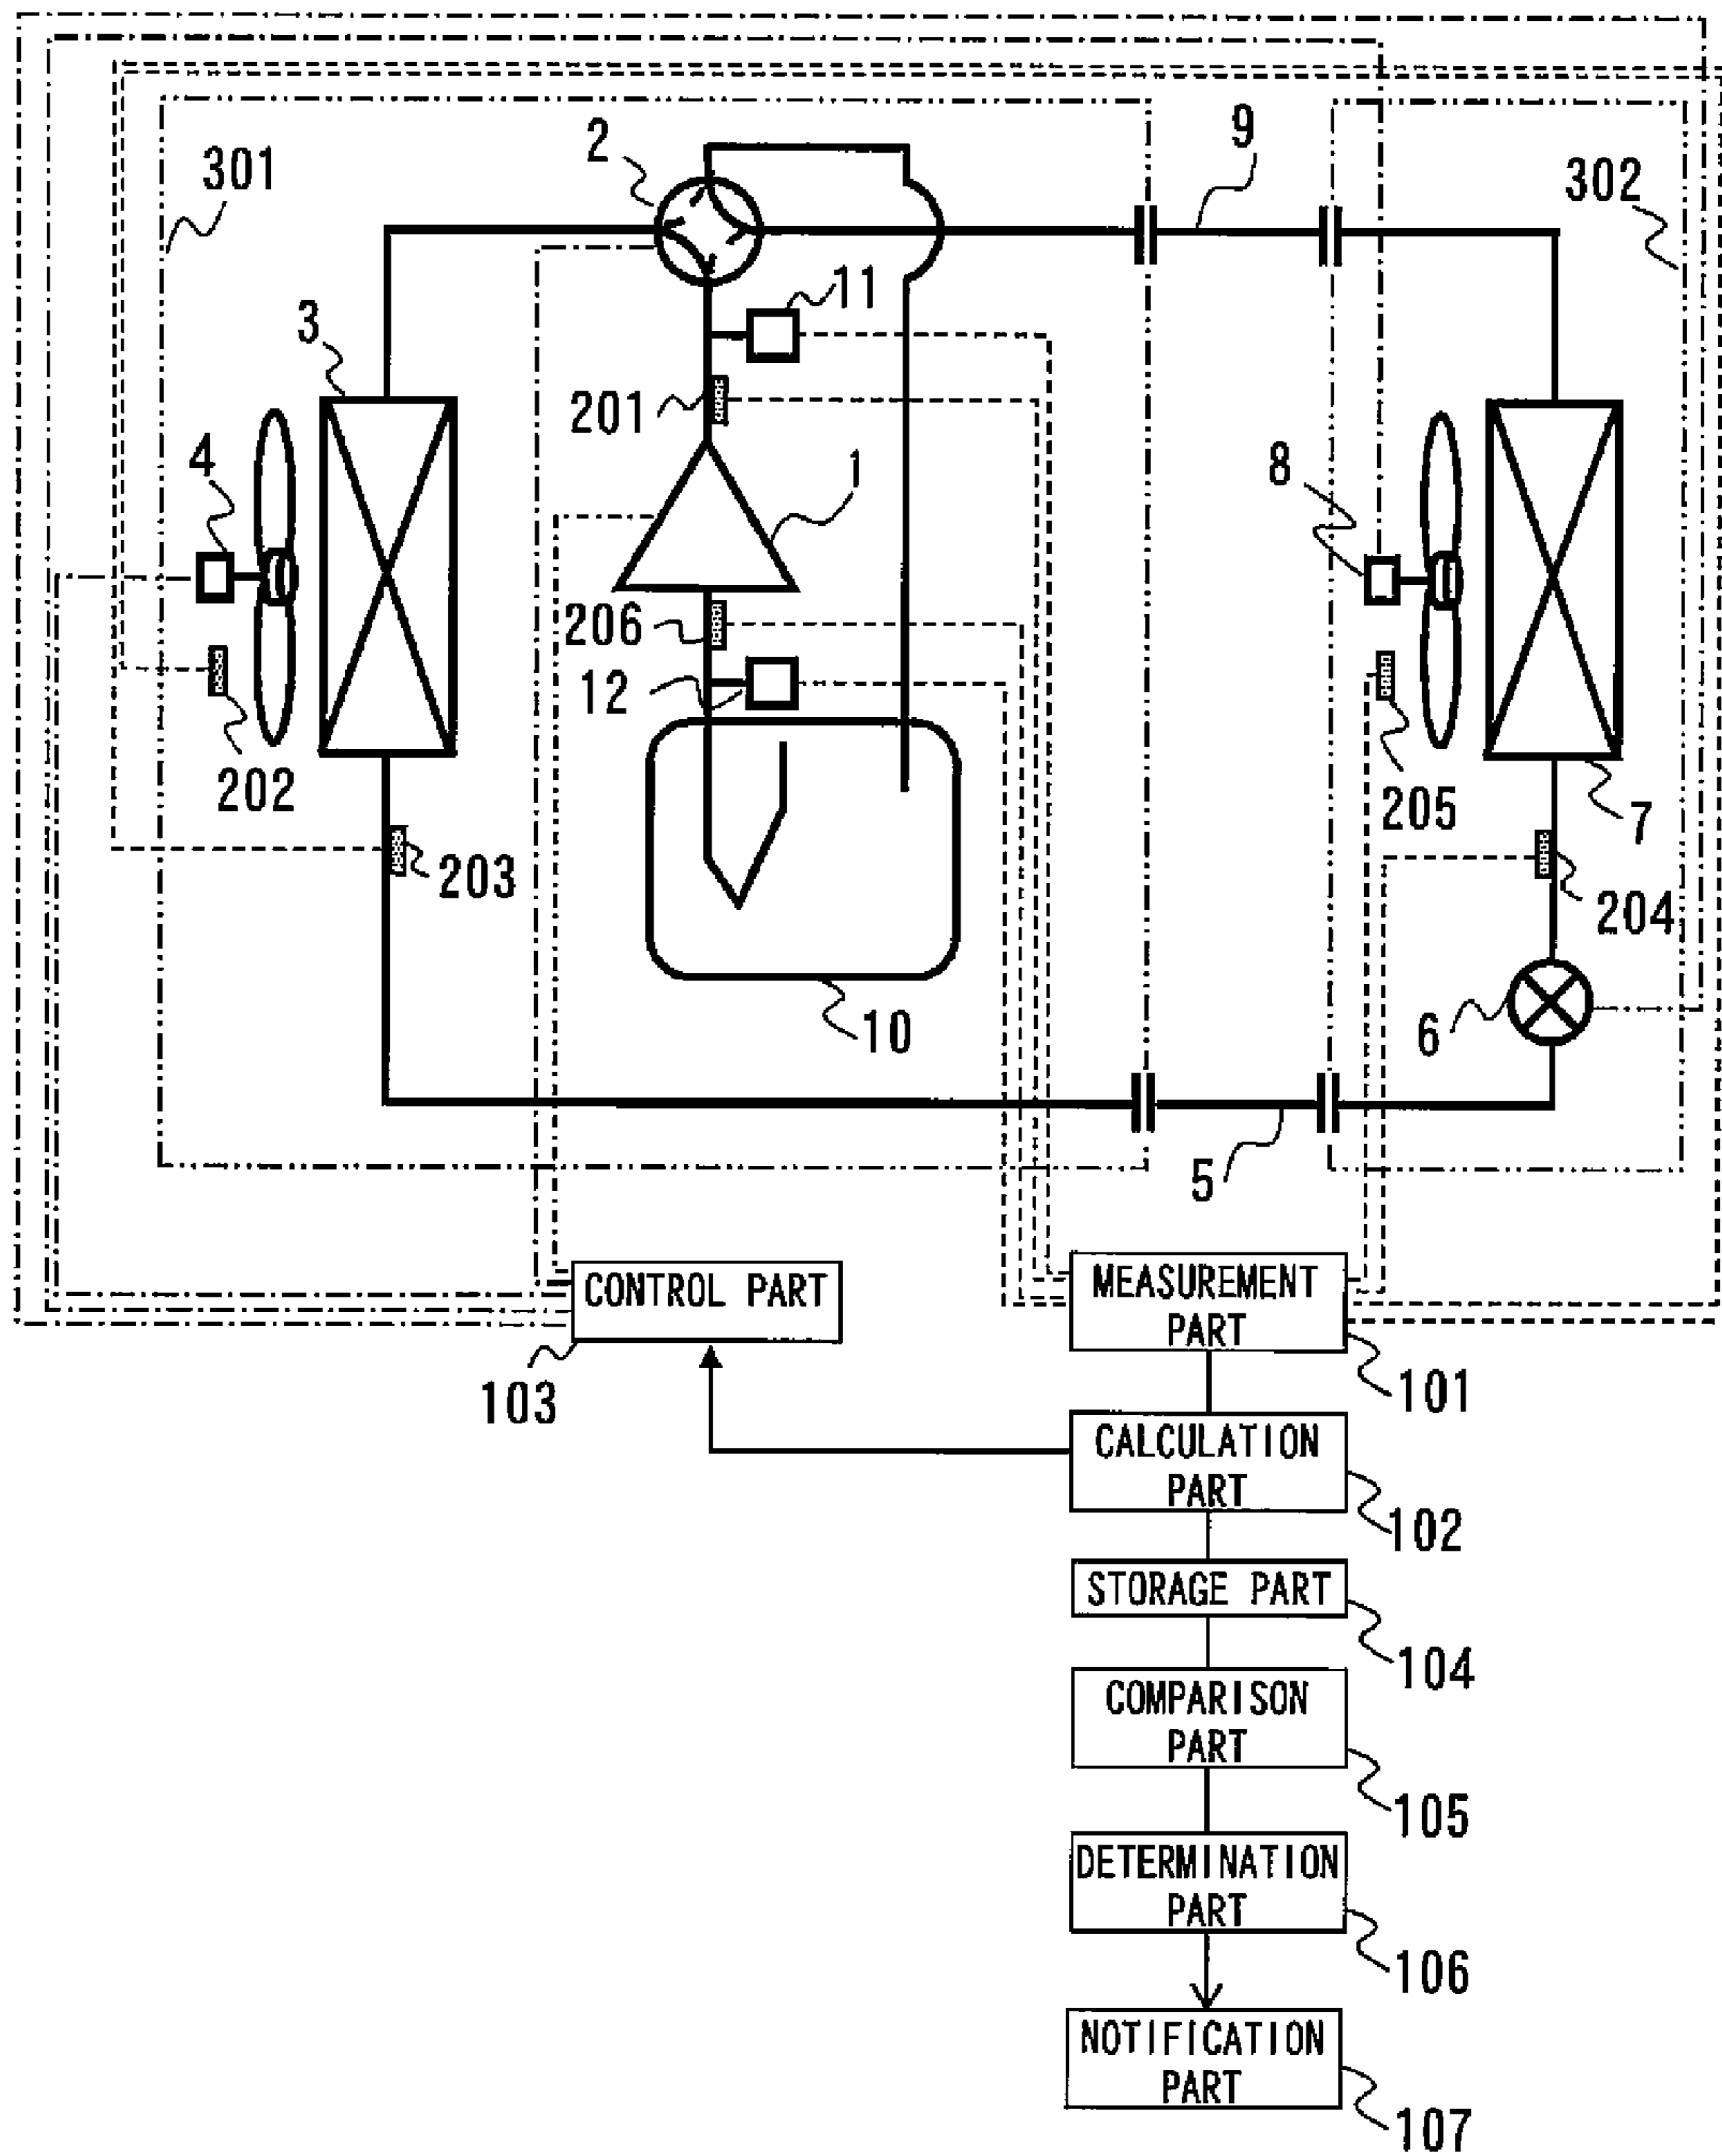 301
2
9
302
11
3
201
1
4
8
206
12
202
205
7
203
204
10
6
5
CONTROL PART
103
MEASUREMENT
PART
101
CALCULATION
PART
102
STORAGE PART
104
COMPARISON
PART
105
DETERMINATION
PART
106
NOTIFICATION
PART
107